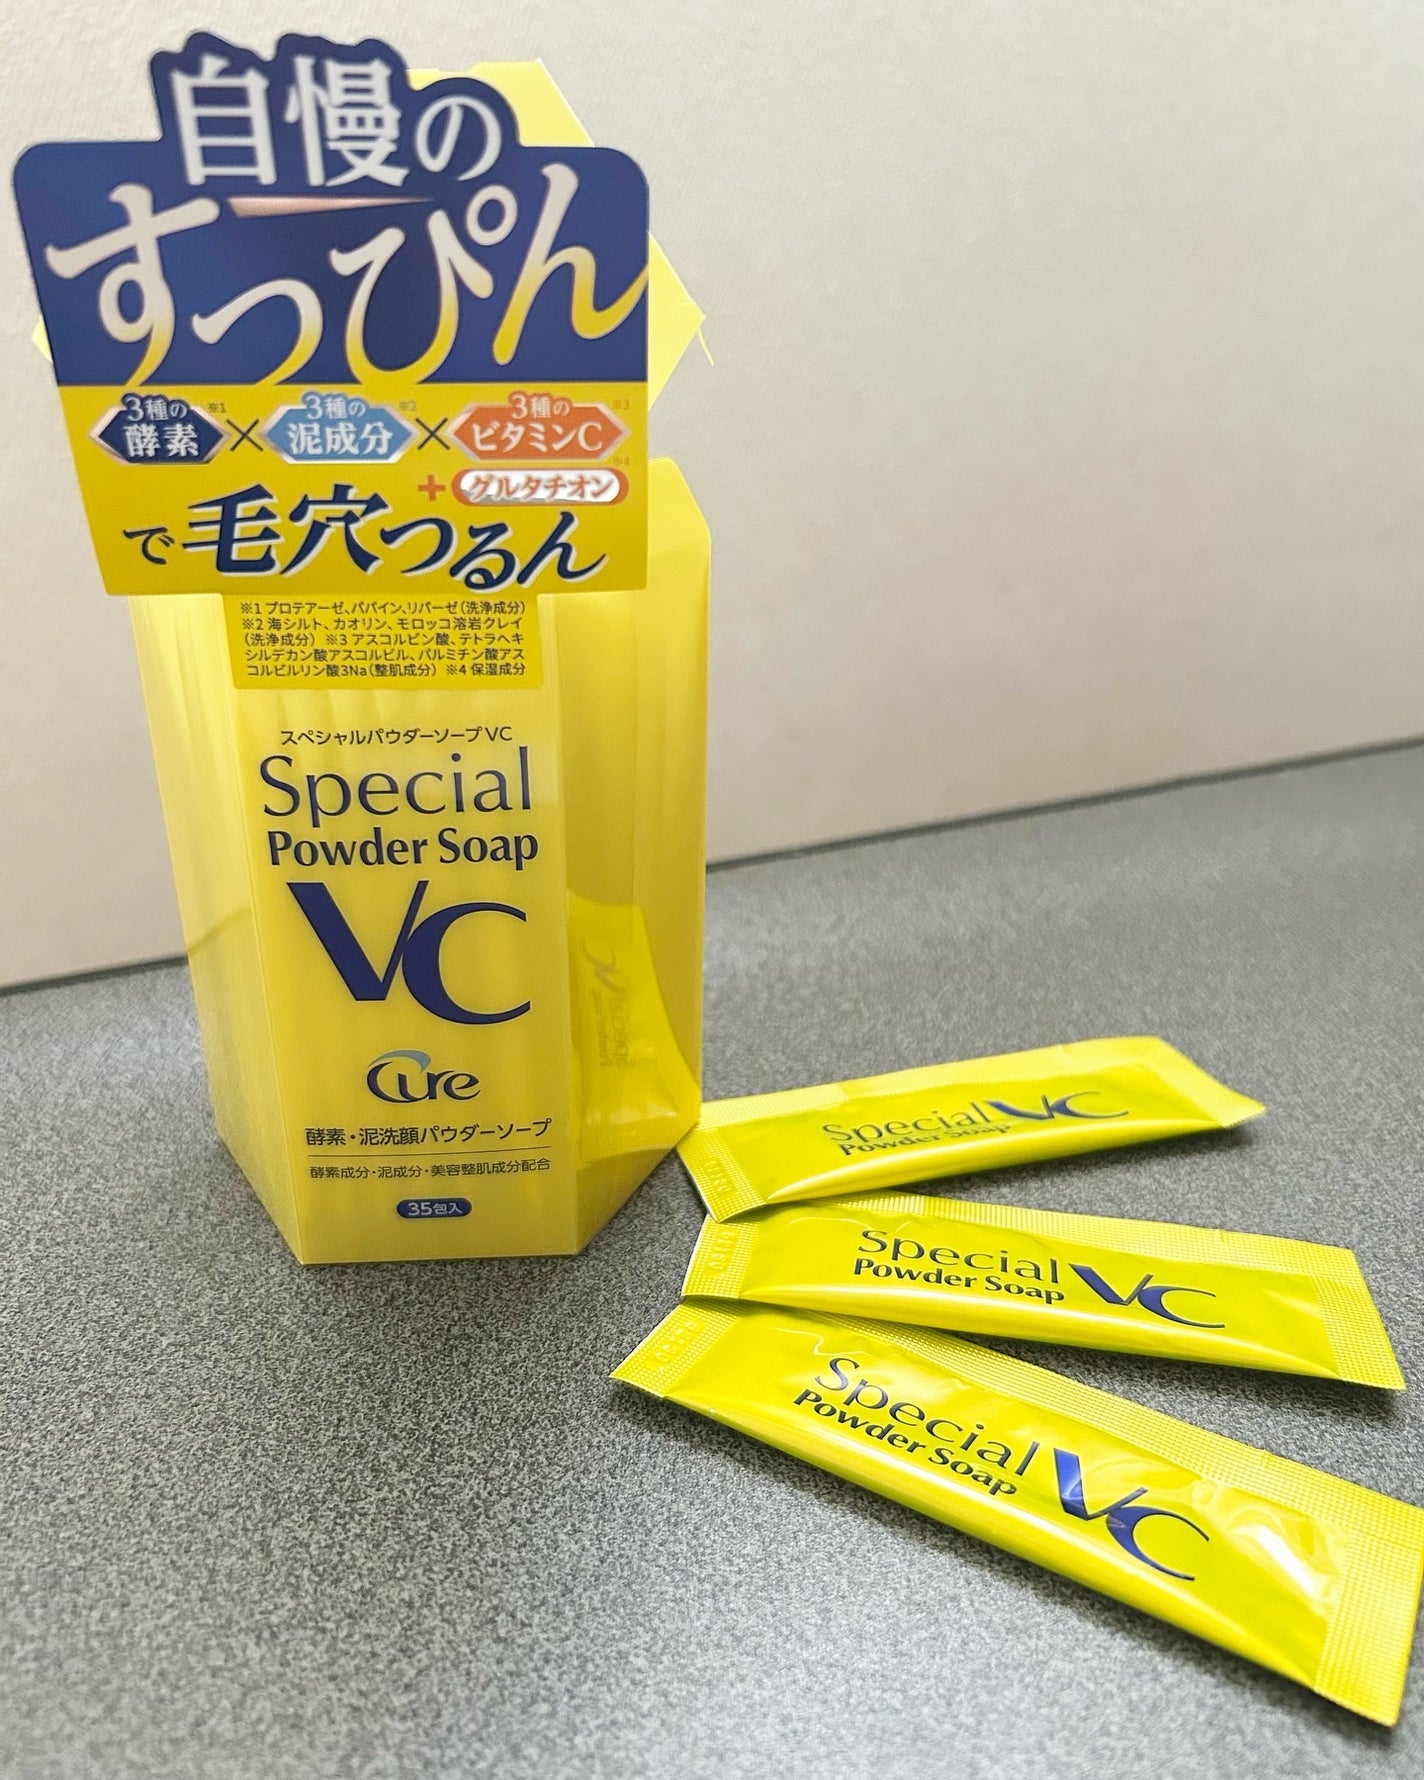 自慢の
すっぴん
3種の酵素※1×3種の泥成分※2×3種のビタミンC※3
+グルタチオン※4
で毛穴つるん
※1 プロテアーゼ、パパイン、リパーゼ(洗浄成分)
※2 海シルト、カオリン、モロッコ溶岩クレイ
(洗浄成分) ※3 アスコルビン酸、テトラヘキ
シルデカン酸アスコルビル、パルミチン酸アス
コルビルリン酸3Na(整肌成分) ※4 保湿成分
スペシャルパウダーソープVC
Special
Powder Soap
VC
Cure
酵素・泥洗顔パウダーソープ
酵素成分・泥成分・美容整肌成分配合
35包入
Special
Powder Soap
VC
Special
Powder Soap
VC
Special
Powder Soap
VC